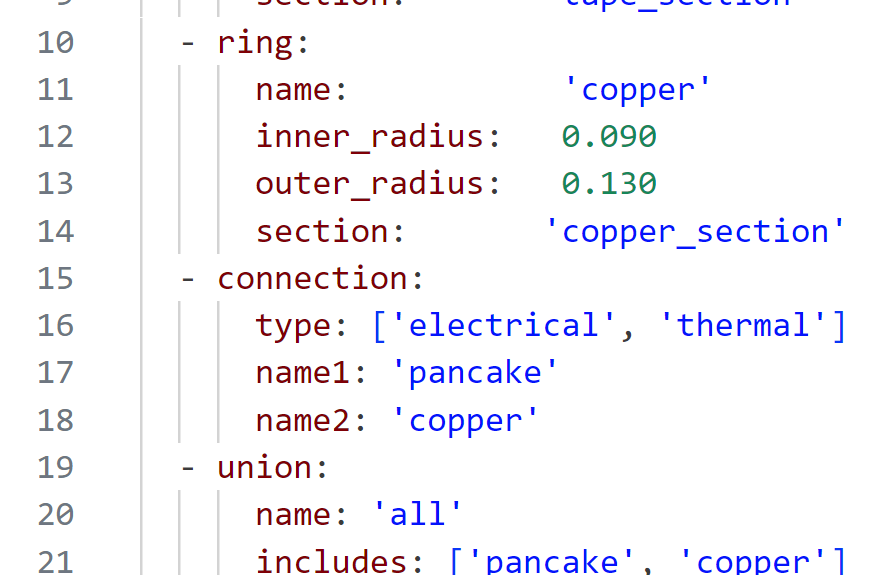 9 section: 'tape_section'
10 - ring:
11 name: 'copper'
12 inner_radius: 0.090
13 outer_radius: 0.130
14 section: 'copper_section'
15 - connection:
16 type: ['electrical', 'thermal']
17 name1: 'pancake'
18 name2: 'copper'
19 - union:
20 name: 'all'
21 includes: ['pancake', 'copper']